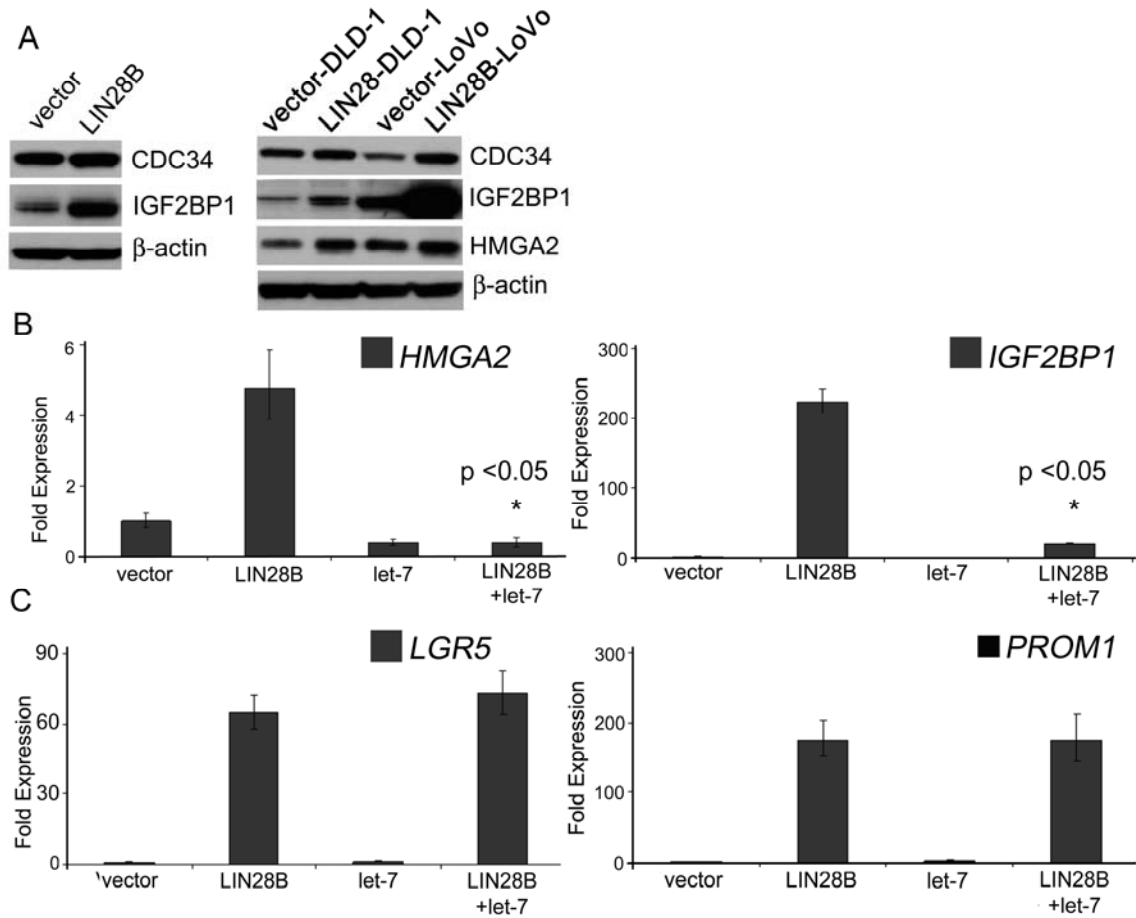 A
vector
LIN28B
CDC34
IGF2BP1
β-actin
vector-DLD-1
LIN28-DLD-1
vector-LoVo
LIN28B-LoVo
CDC34
IGF2BP1
HMGA2
β-actin
B
HMGA2
Fold Expression
6
4
2
0
p <0.05
*
vector
LIN28B
let-7
LIN28B
+let-7
IGF2BP1
Fold Expression
300
200
100
0
p <0.05
*
vector
LIN28B
let-7
LIN28B
+let-7
C
LGR5
Fold Expression
90
60
30
0
vector
LIN28B
let-7
LIN28B
+let-7
PROM1
Fold Expression
300
200
100
0
vector
LIN28B
let-7
LIN28B
+let-7